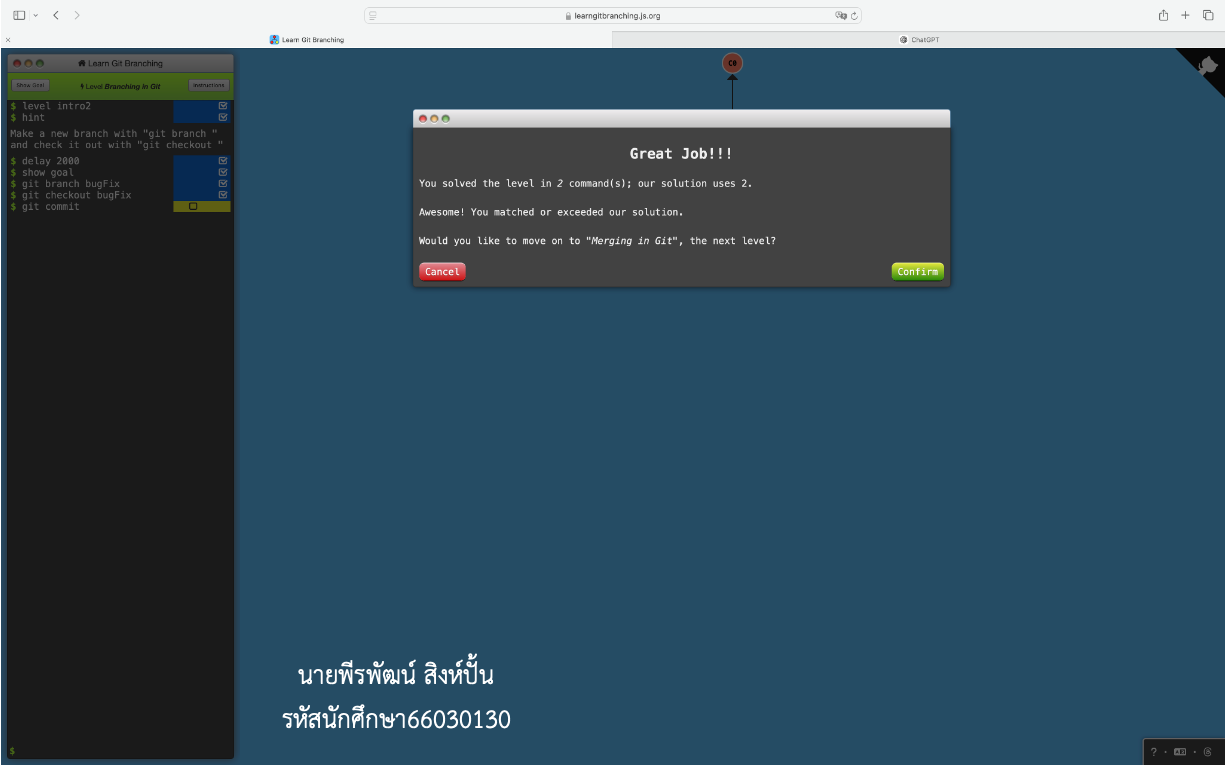 learngitbranching.js.org
Learn Git Branching
ChatGPT
Learn Git Branching
Show Goal
Level Branching in Git
Instructions
$ level intro2
$ hint
Make a new branch with "git branch "
and check it out with "git checkout "
$ delay 2000
$ show goal
$ git branch bugFix
$ git checkout bugFix
$ git commit
$
C0
Great Job!!!
You solved the level in 2 command(s); our solution uses 2.
Awesome! You matched or exceeded our solution.
Would you like to move on to "Merging in Git", the next level?
Cancel
Confirm
นายพีรพัฒน์ สิงห์ปั้น
รหัสนักศึกษา66030130
?